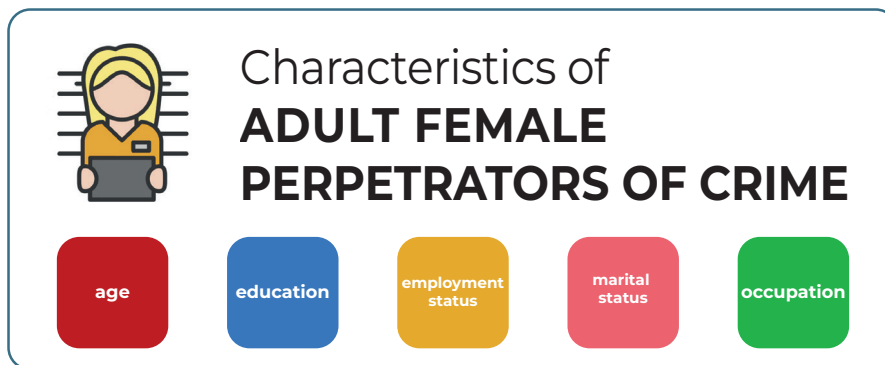 Characteristics of
ADULT FEMALE
PERPETRATORS OF CRIME
age
education
employment
status
marital
status
occupation